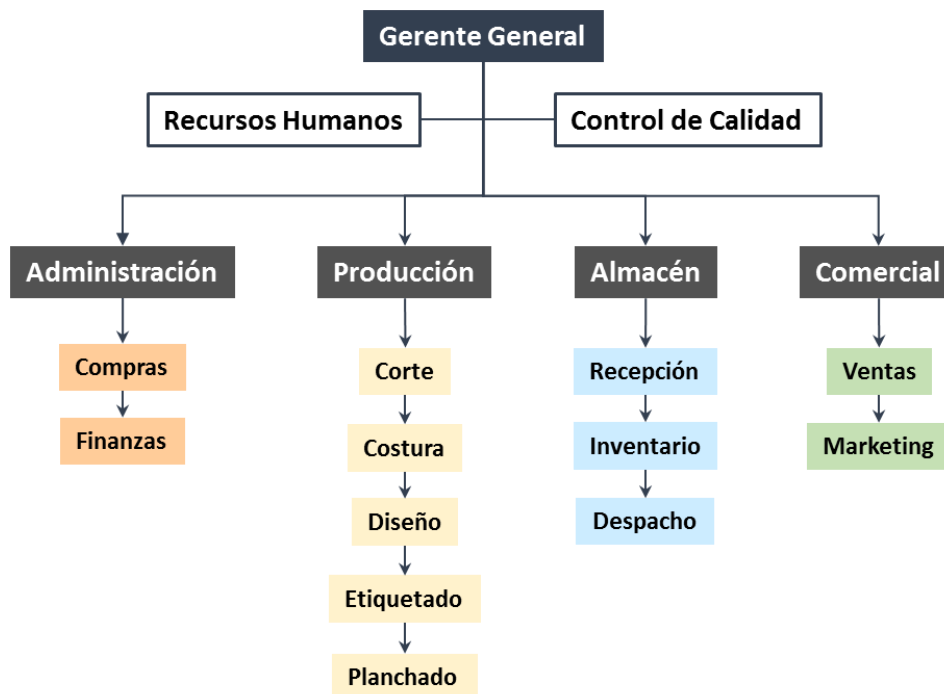 Gerente General
Recursos Humanos
Control de Calidad
Administración
Producción
Almacén
Comercial
Compras
Finanzas
Corte
Costura
Diseño
Etiquetado
Planchado
Recepción
Inventario
Despacho
Ventas
Marketing